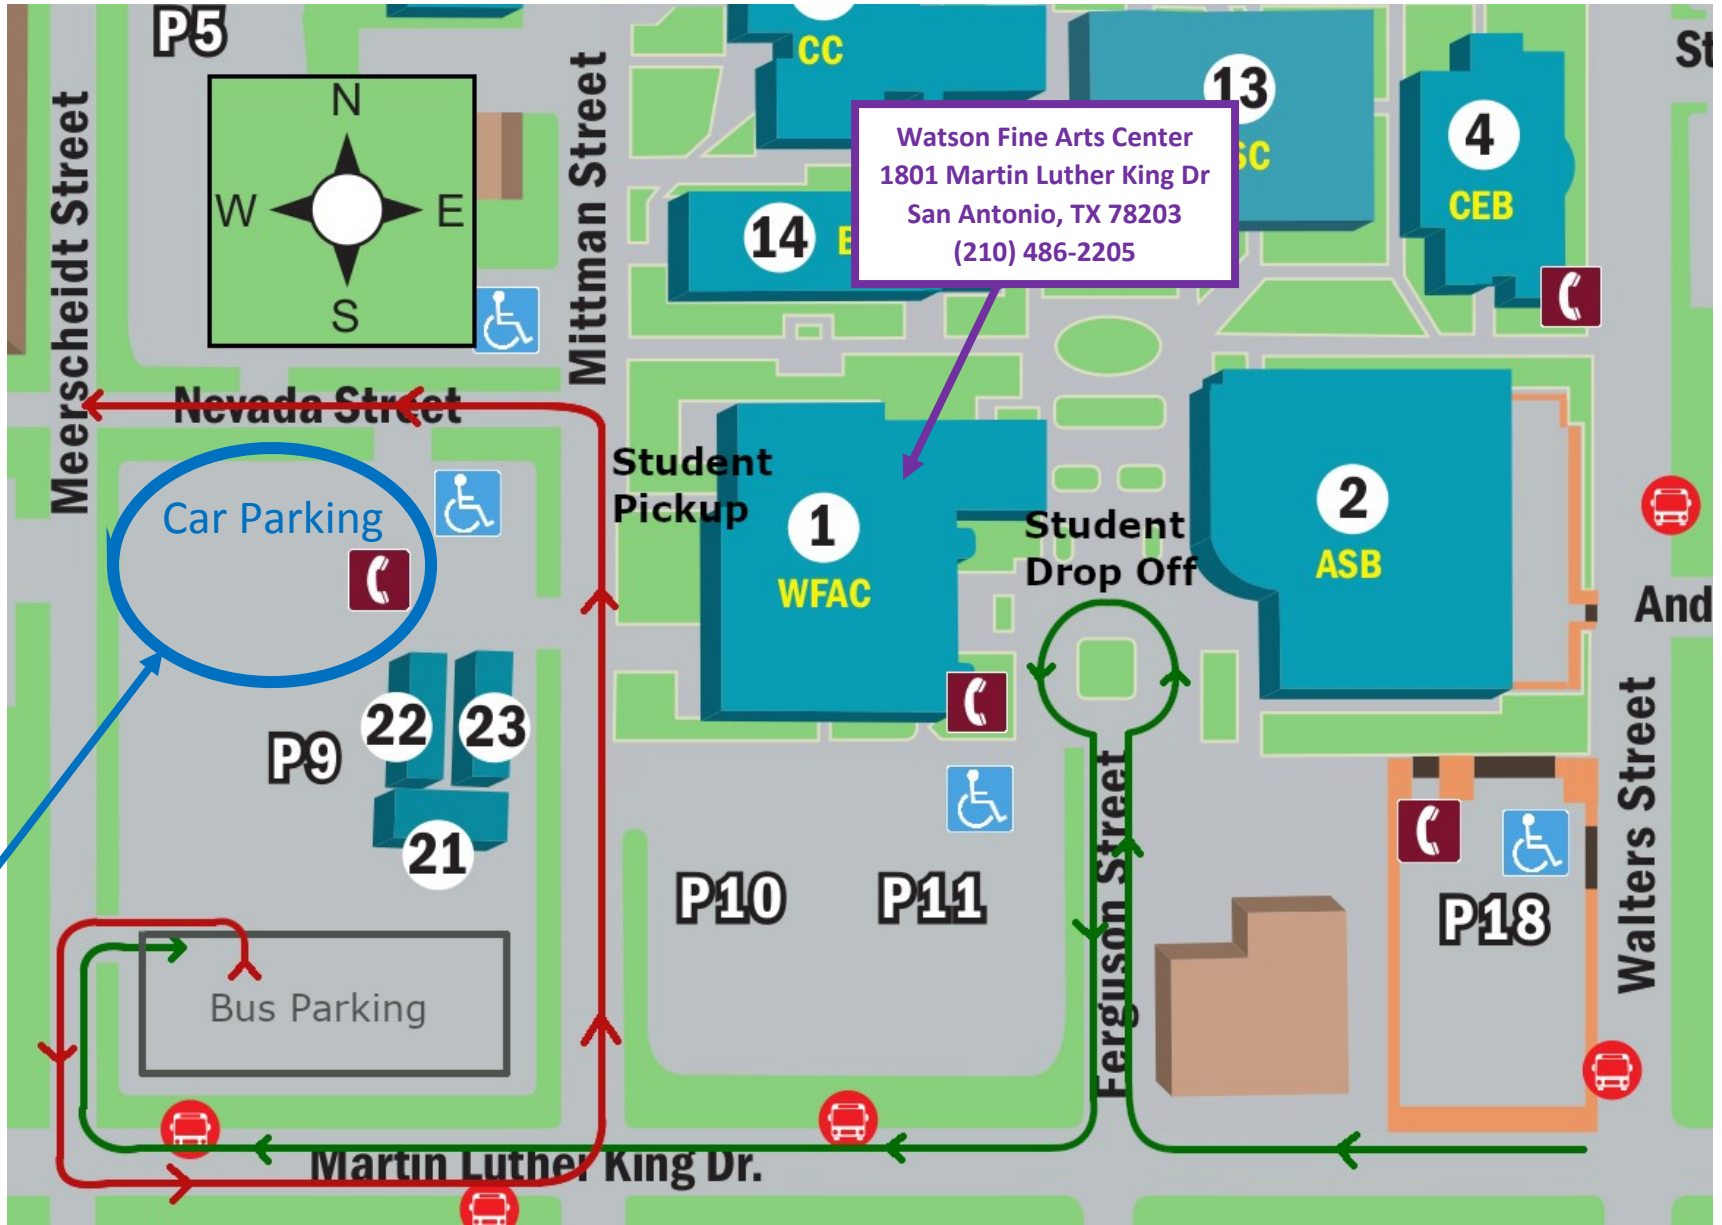 P5
St
CC
13
SC
4
CEB
N
W
E
S
Watson Fine Arts Center
1801 Martin Luther King Dr
San Antonio, TX 78203
(210) 486-2205
14
Meerscheidt Street
Mittman Street
Nevada Street
Car Parking
Student
Pickup
1
WFAC
Student
Drop Off
2
ASB
And
22
23
P9
21
P10
P11
P18
Ferguson Street
Walters Street
Bus Parking
Martin Luther King Dr.